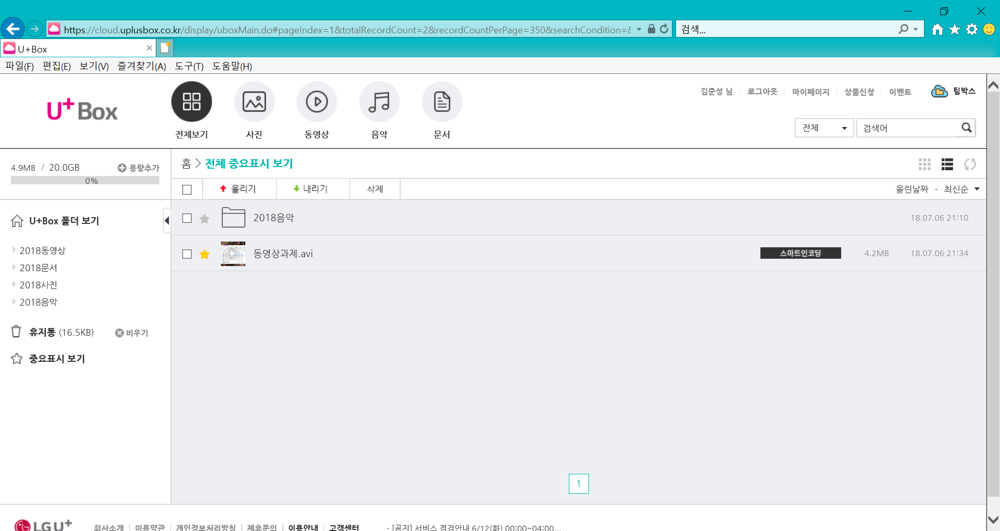 https://cloud.uplusbox.co.kr/display/uboxMain.do#pageIndex=1&totalRecordCount=2&recordCountPerPage=350&searchCondition=&
검색...
U+Box
파일(F) 편집(E) 보기(V) 즐겨찾기(A) 도구(T) 도움말(H)
김준성 님 로그아웃 마이페이지 상품신청 이벤트 팀박스
U+ Box
전체보기 사진 동영상 음악 문서
전체 검색어
4.9MB / 20.0GB 용량추가
0%
홈 전체 중요표시 보기
올리기 내리기 삭제 올린날짜 - 최신순
U+Box 폴더 보기
2018동영상
2018문서
2018사진
2018음악
휴지통 (16.5KB) 비우기
중요표시 보기
2018음악 18.07.06 21:10
동영상과제.avi 스마트인코딩 4.2MB 18.07.06 21:34
1
LG U+ 회사소개 이용약관 개인정보처리방침 제휴문의 이용안내 고객센터 - [공지] 서비스 점검안내 6/12(화) 00:00~04:00...